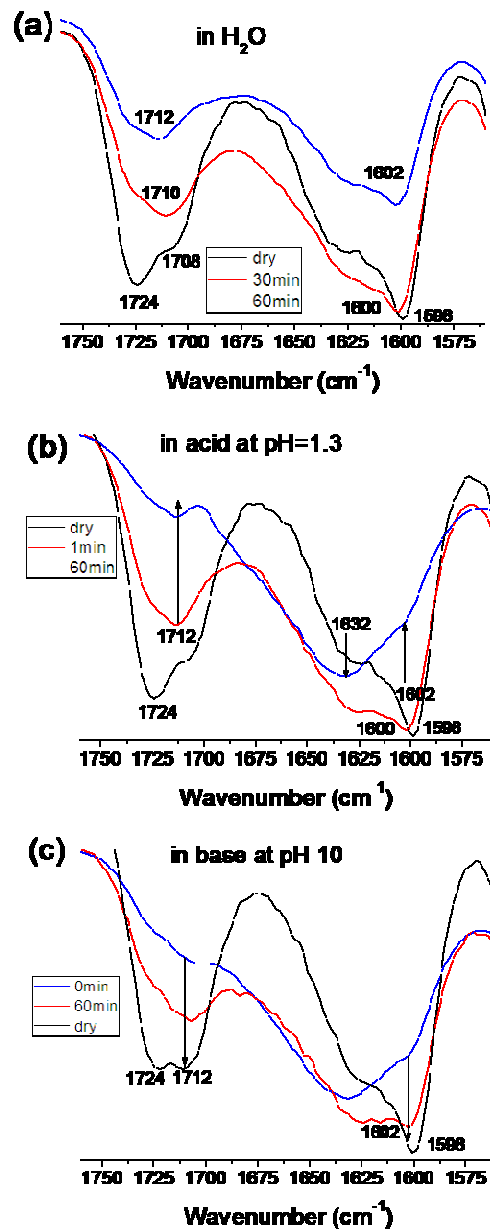 (a)
in H2O
1712
1602
1710
1708
1724
dry
30min
60min
1600
1598
1750 1725 1700 1675 1650 1625 1600 1575
Wavenumber (cm-1)
(b)
in acid at pH=1.3
dry
1min
60min
1712
1632
1724
1602
1600
1598
1750 1725 1700 1675 1650 1625 1600 1575
Wavenumber (cm-1)
(c)
in base at pH 10
0min
60min
dry
1724 1712
1602
1598
1750 1725 1700 1675 1650 1625 1600 1575
Wavenumber (cm-1)